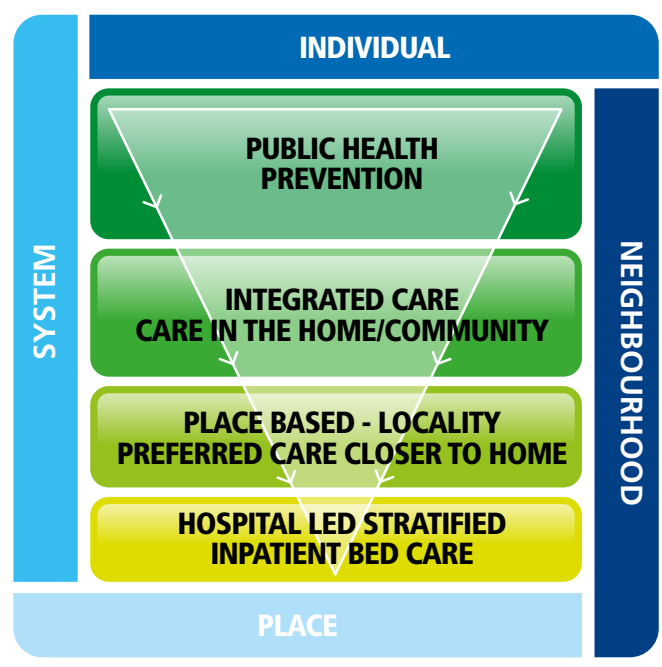 INDIVIDUAL
PUBLIC HEALTH
PREVENTION
INTEGRATED CARE
CARE IN THE HOME/COMMUNITY
PLACE BASED - LOCALITY
PREFERRED CARE CLOSER TO HOME
HOSPITAL LED STRATIFIED
INPATIENT BED CARE
SYSTEM
NEIGHBOURHOOD
PLACE